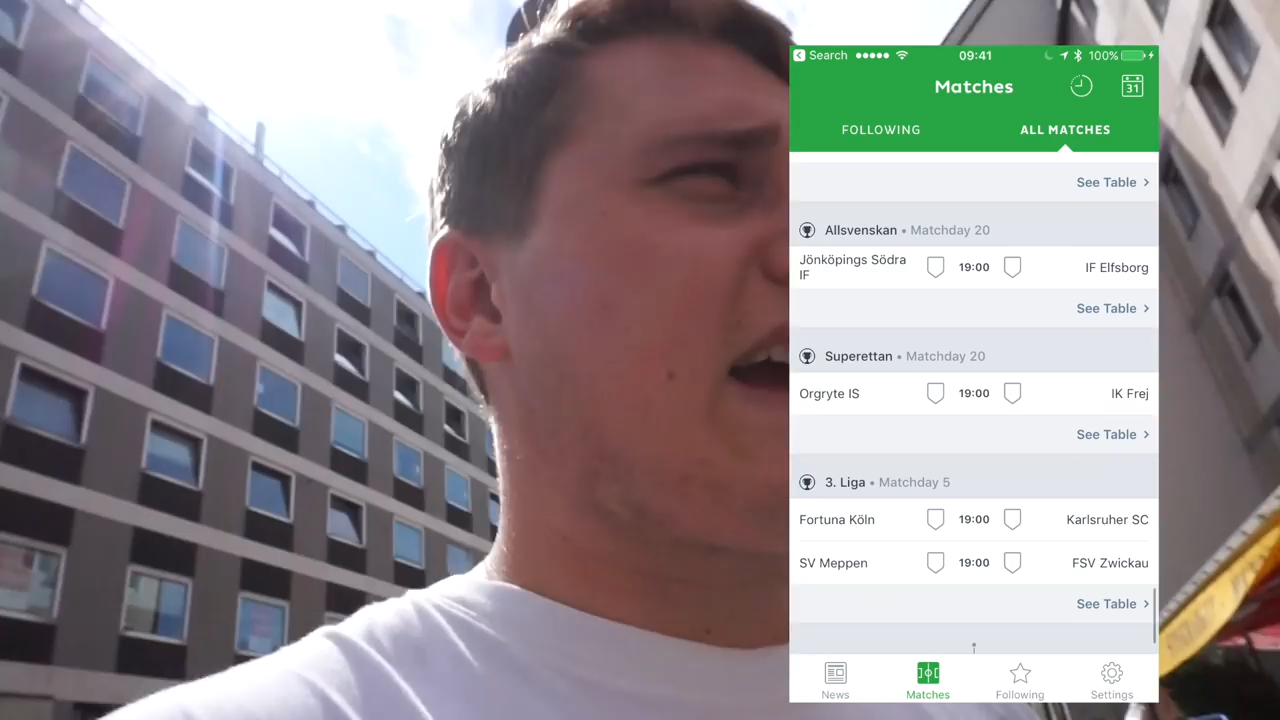 Search 09:41 100%
Matches 31
FOLLOWING ALL MATCHES
See Table >
Allsvenskan • Matchday 20
Jönköpings Södra IF 19:00 IF Elfsborg
See Table >
Superettan • Matchday 20
Orgryte IS 19:00 IK Frej
See Table >
3. Liga • Matchday 5
Fortuna Köln 19:00 Karlsruher SC
SV Meppen 19:00 FSV Zwickau
See Table >
News Matches Following Settings